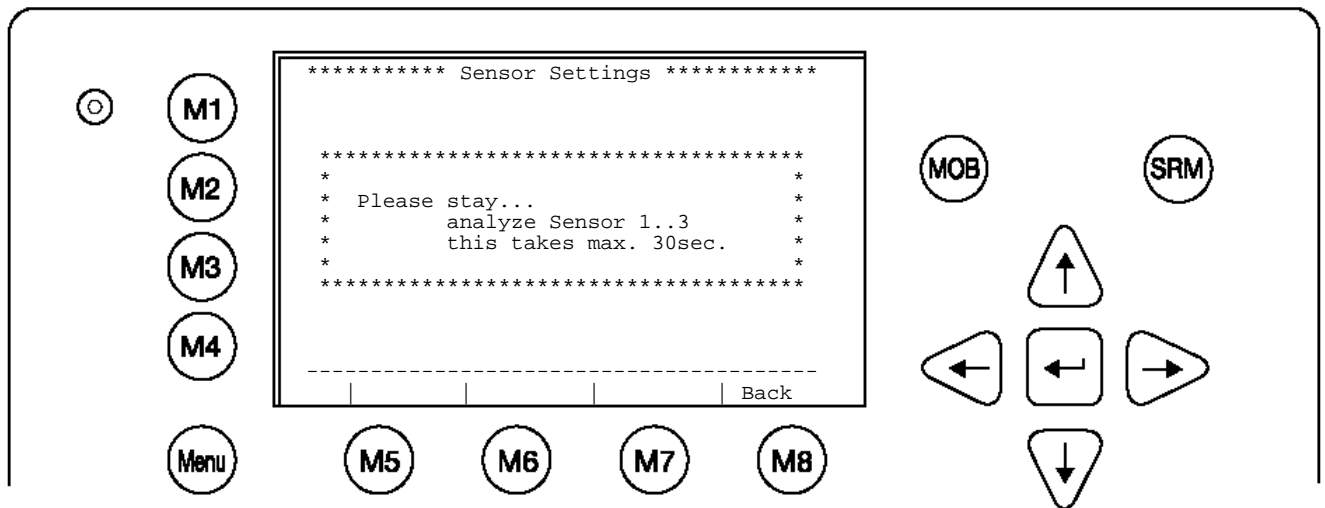 *********** Sensor Settings ************
M1
**************************************
* *
M2
MOB
SRM
* Please stay... *
* analyze Sensor 1..3 *
* this takes max. 30sec. *
M3
* *
**************************************
M4
----------------------------------------
| | | | Back
Menu
M5
M6
M7
M8